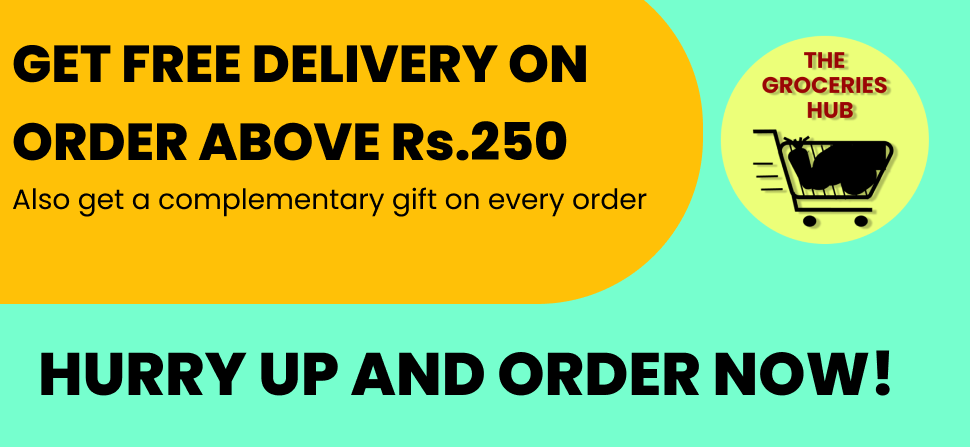 GET FREE DELIVERY ON
ORDER ABOVE Rs.250
Also get a complementary gift on every order
THE
GROCERIES
HUB
HURRY UP AND ORDER NOW!